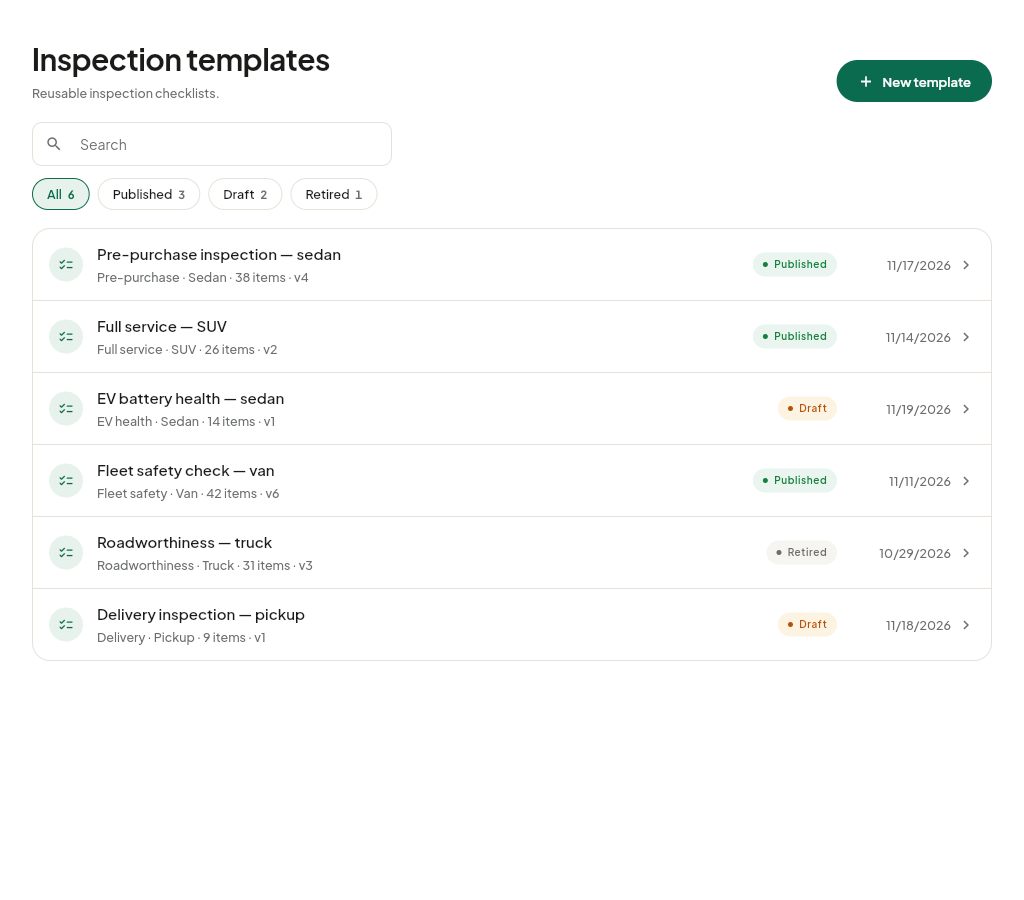 Inspection templates
Reusable inspection checklists.
New template
Search
All 6
Published 3
Draft 2
Retired 1
Pre-purchase inspection — sedan
Pre-purchase · Sedan · 38 items · v4
Published
11/17/2026
Full service — SUV
Full service · SUV · 26 items · v2
Published
11/14/2026
EV battery health — sedan
EV health · Sedan · 14 items · v1
Draft
11/19/2026
Fleet safety check — van
Fleet safety · Van · 42 items · v6
Published
11/11/2026
Roadworthiness — truck
Roadworthiness · Truck · 31 items · v3
Retired
10/29/2026
Delivery inspection — pickup
Delivery · Pickup · 9 items · v1
Draft
11/18/2026